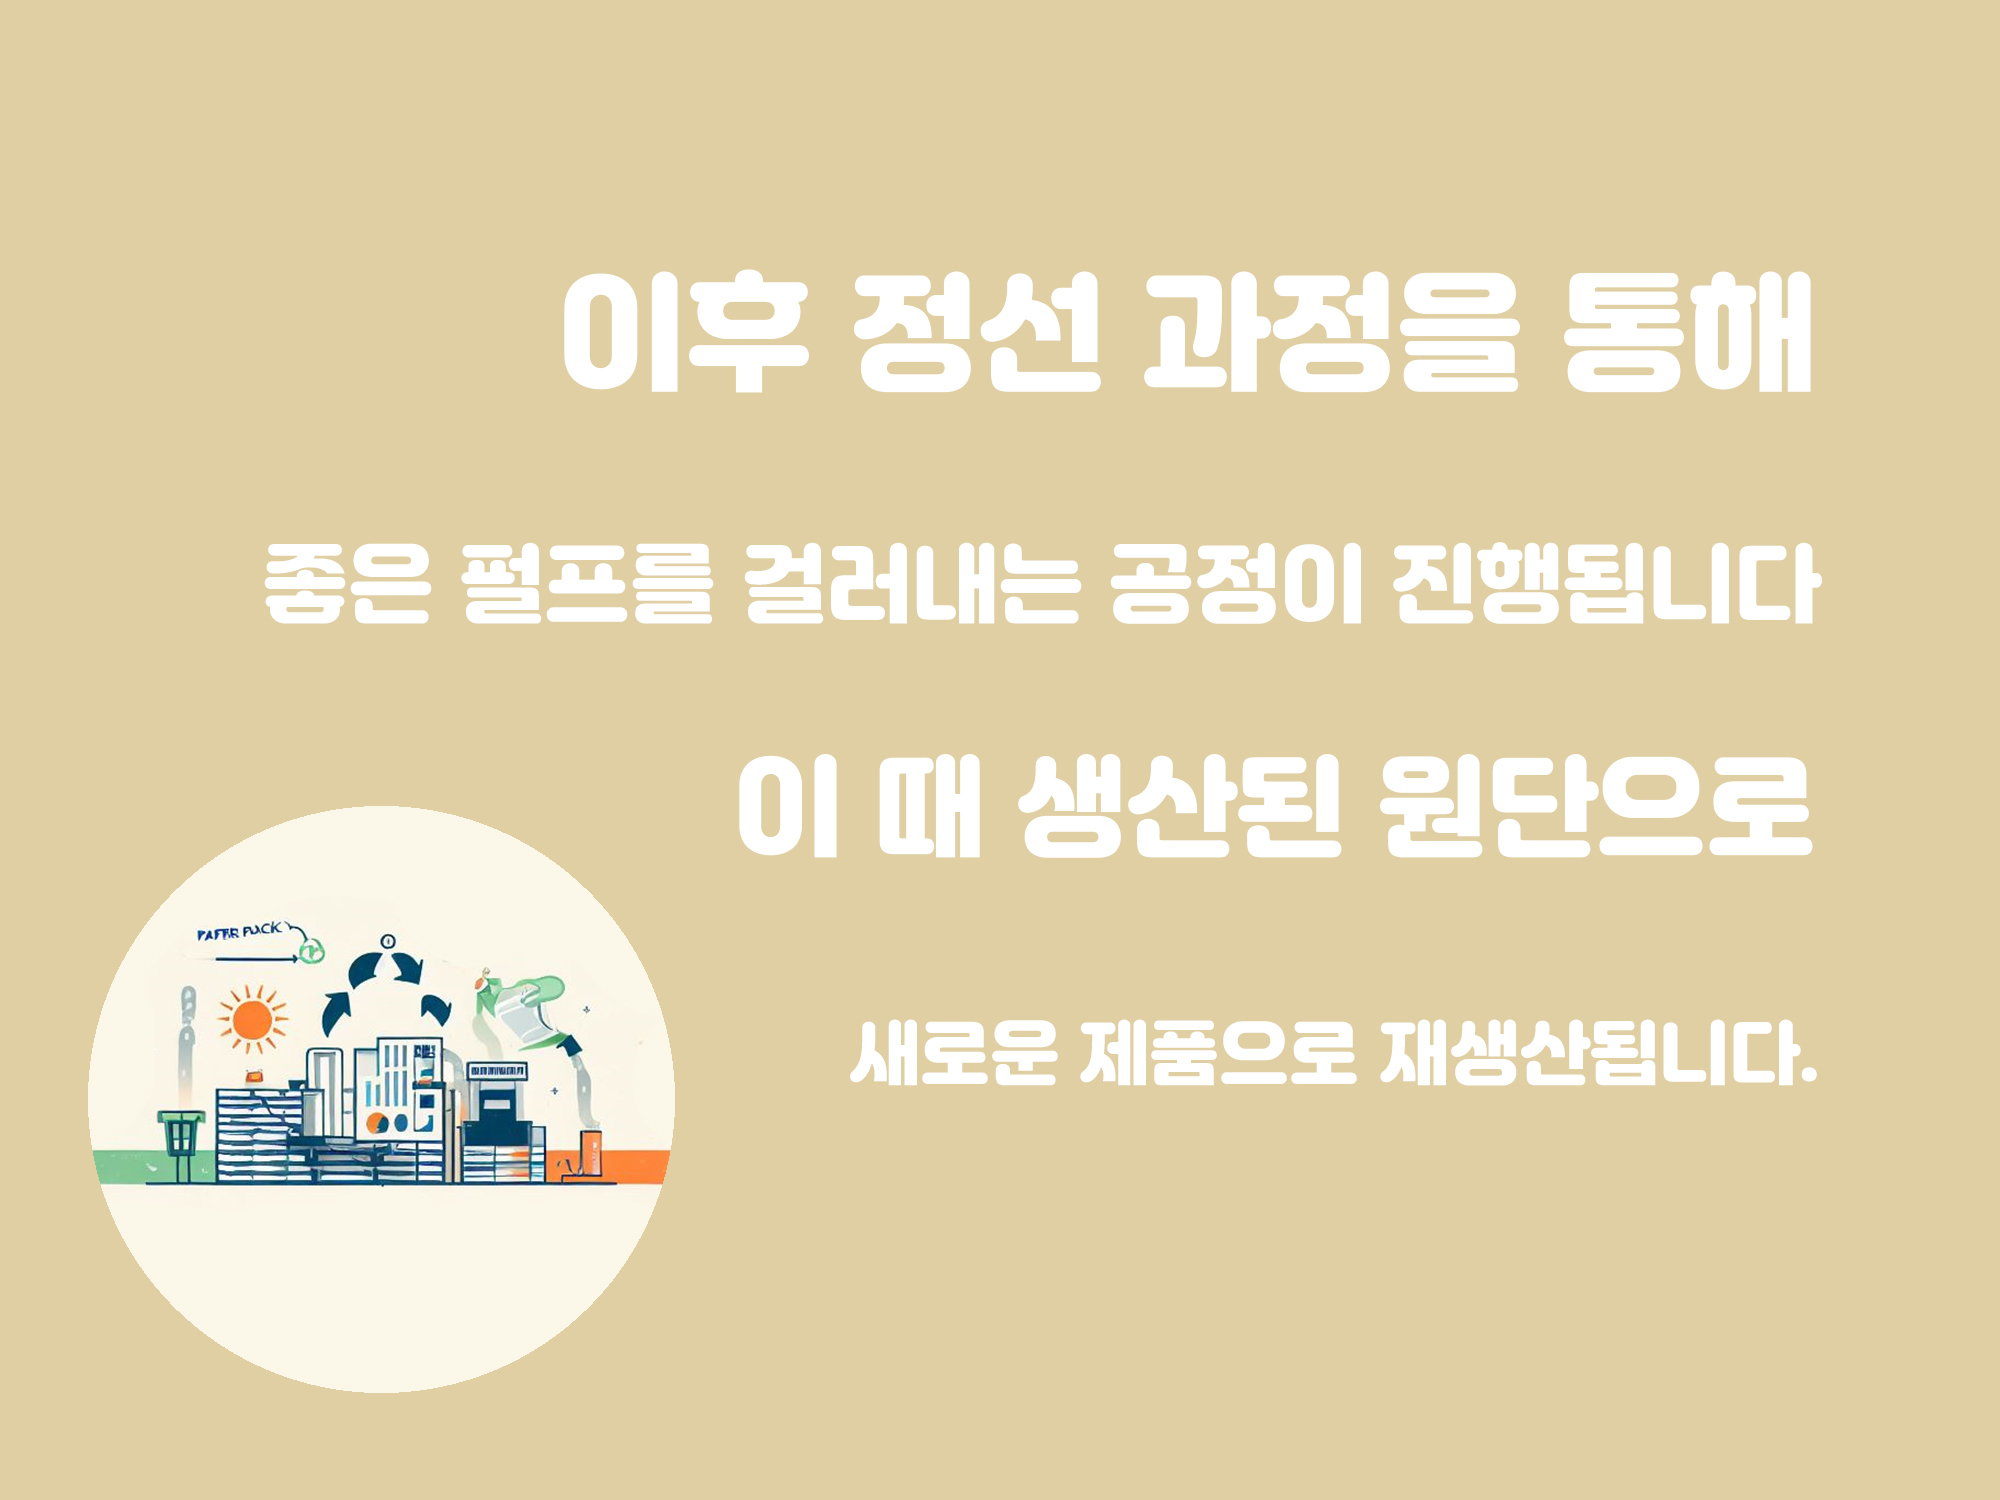 이후 정선 과정을 통해
좋은 펄프를 걸러내는 공정이 진행됩니다
이 때 생산된 원단으로
새로운 제품으로 재생산됩니다.